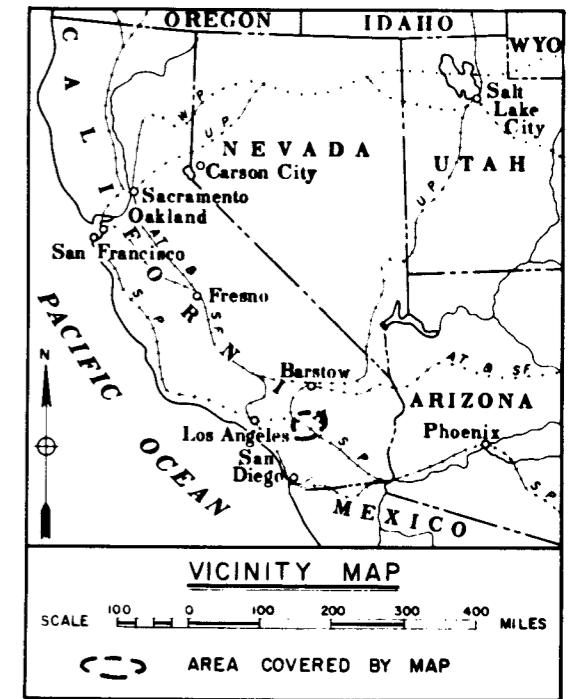 OREGON
IDAHO
WYO
CALIFORNIA
Salt
Lake
City
W P
U P
NEVADA
UTAH
Carson City
U P
Sacramento
Oakland
San Francisco
AT & SF
Fresno
S P
PACIFIC OCEAN
N
Barstow
AT & SF
ARIZONA
Los Angeles
S P
Phoenix
San
Diego
S P
MEXICO
VICINITY MAP
SCALE 100 0 100 200 300 400 MILES
AREA COVERED BY MAP